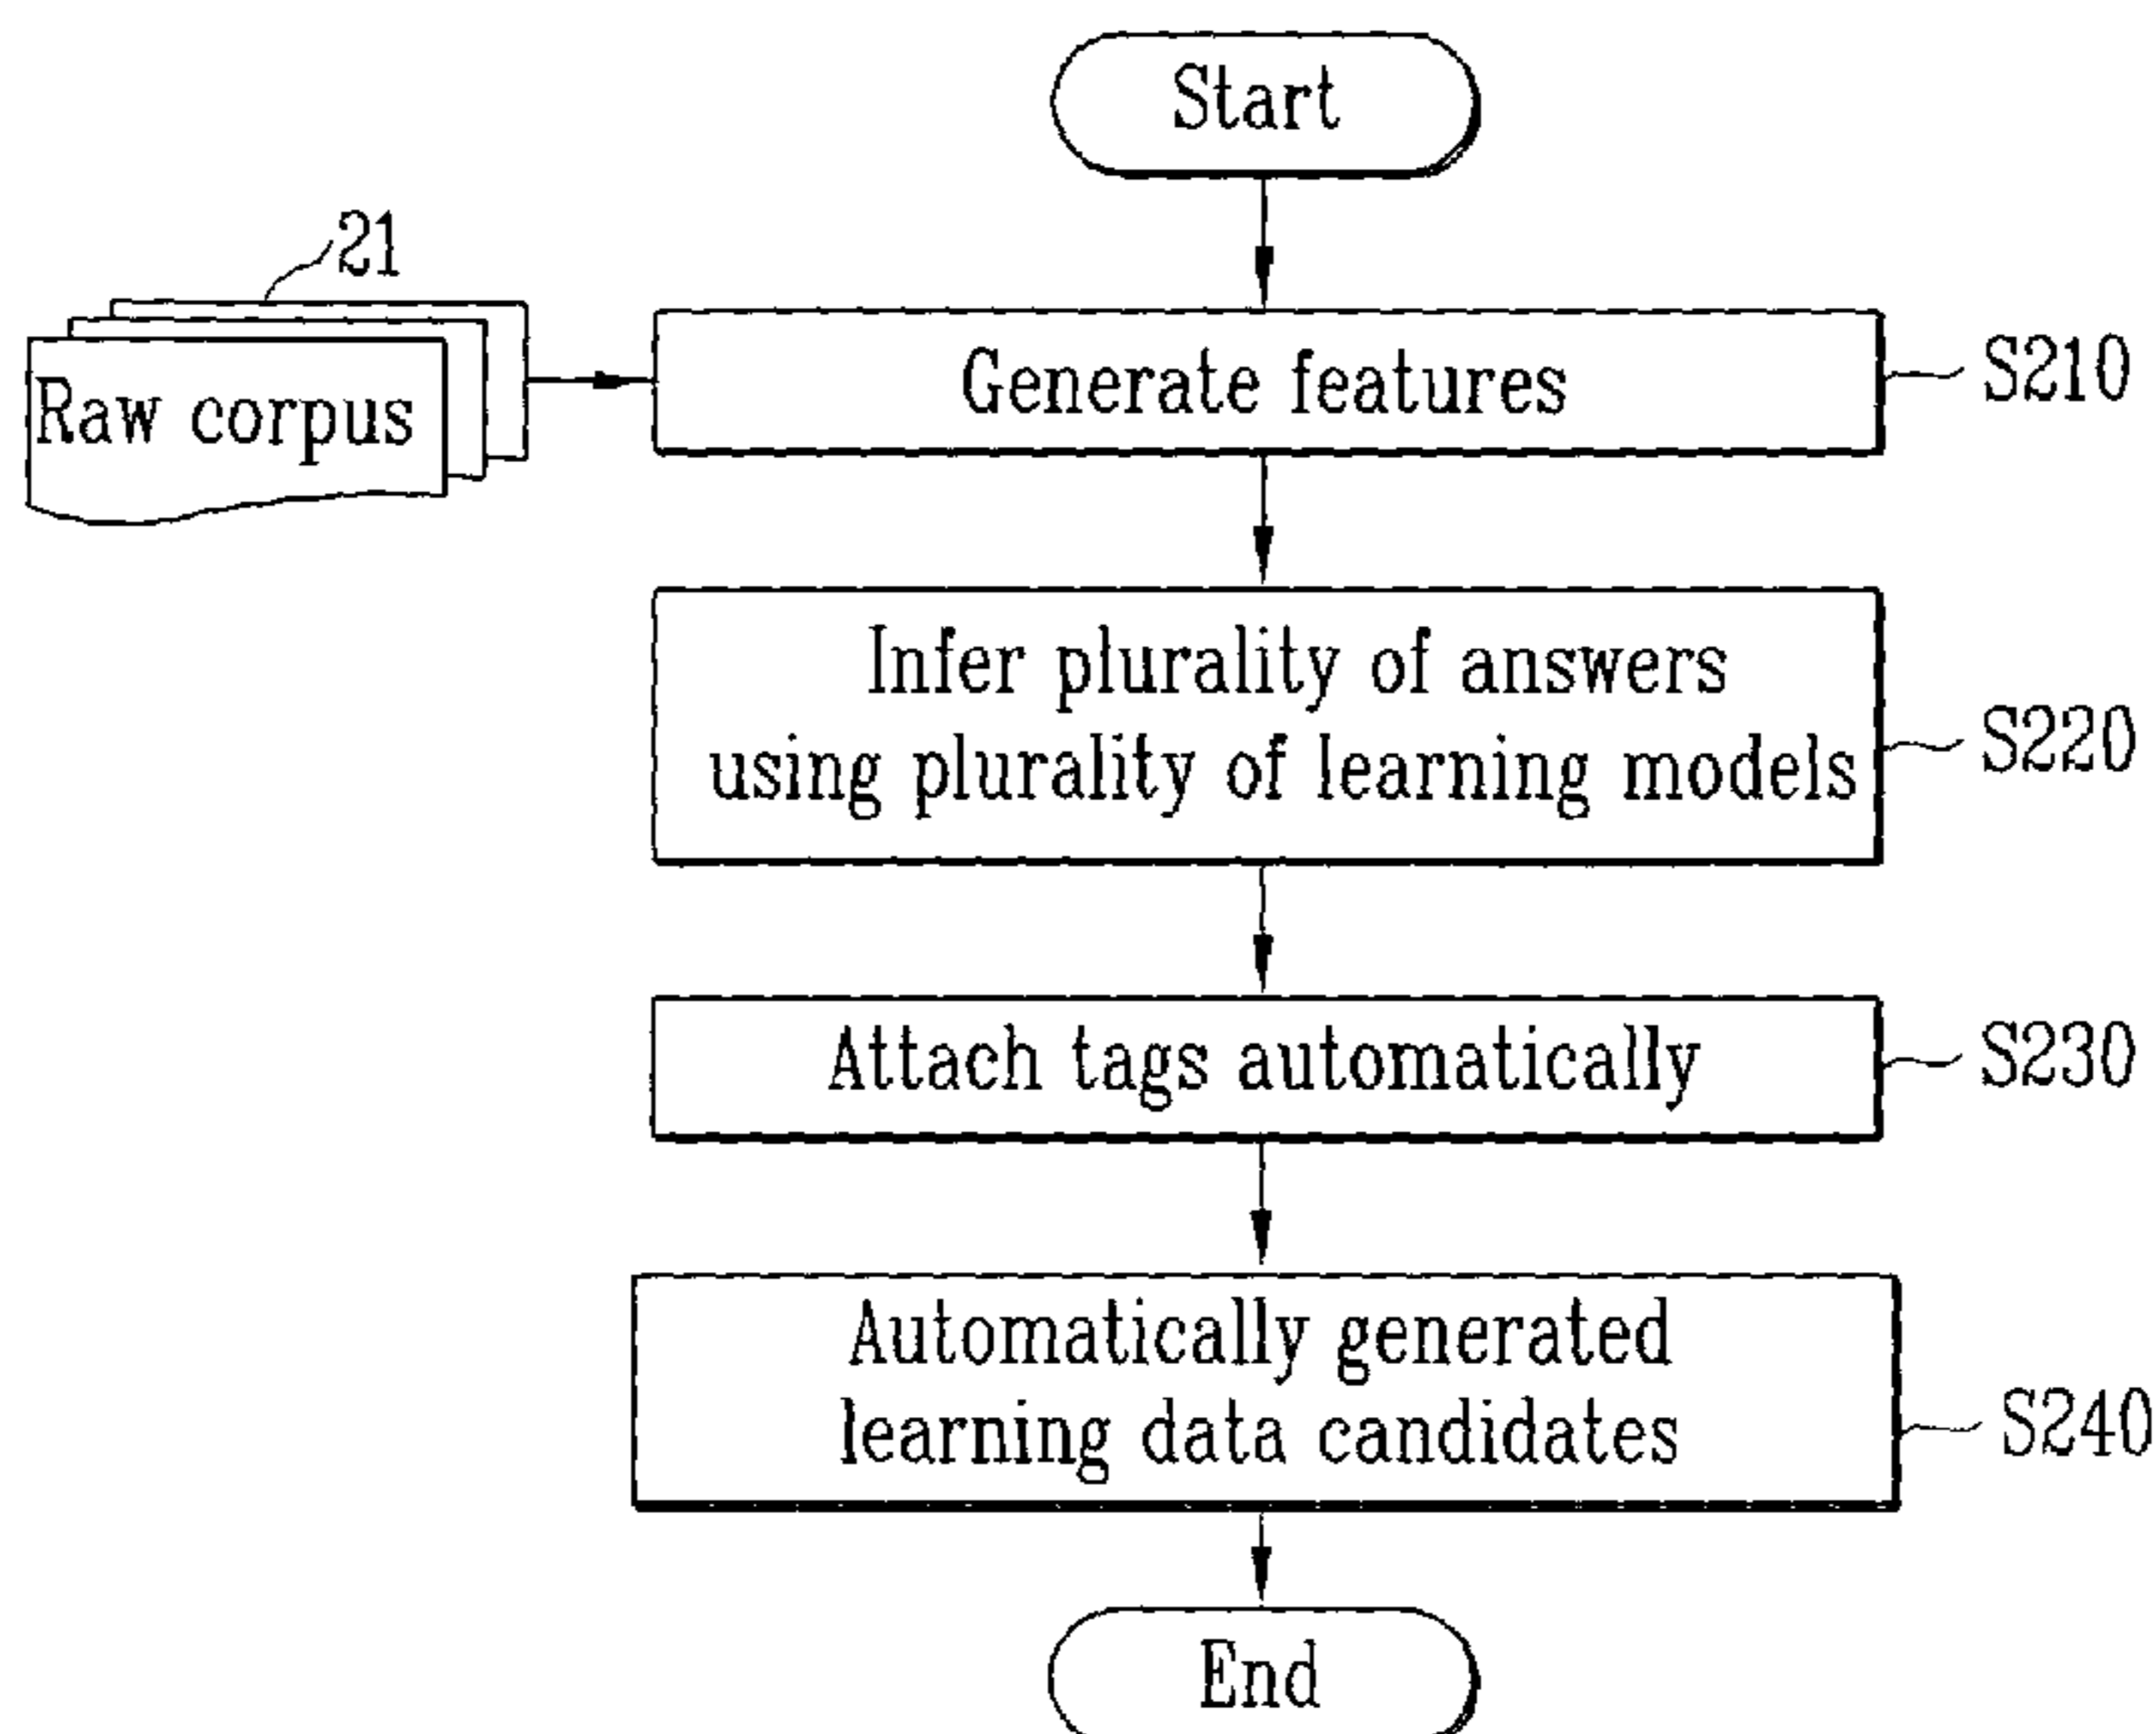 Start
21
Raw corpus
Generate features
S210
Infer plurality of answers
using plurality of learning models
S220
Attach tags automatically
S230
Automatically generated
learning data candidates
S240
End